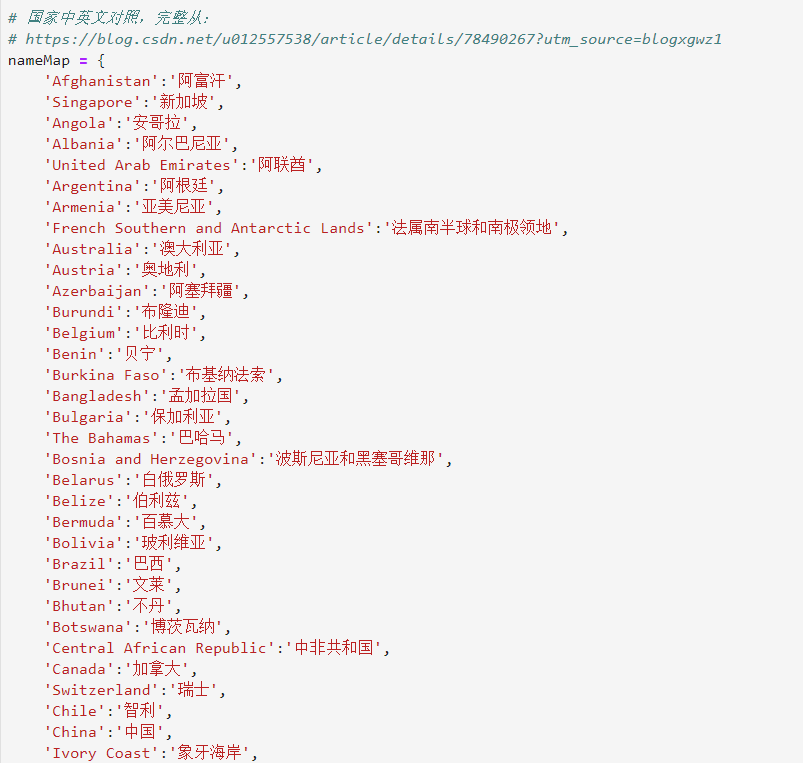 # 国家中英文对照，完整从：
# https://blog.csdn.net/u012557538/article/details/78490267?utm_source=blogxgwz1
nameMap = {
    'Afghanistan':'阿富汗',
    'Singapore':'新加坡',
    'Angola':'安哥拉',
    'Albania':'阿尔巴尼亚',
    'United Arab Emirates':'阿联酋',
    'Argentina':'阿根廷',
    'Armenia':'亚美尼亚',
    'French Southern and Antarctic Lands':'法属南半球和南极领地',
    'Australia':'澳大利亚',
    'Austria':'奥地利',
    'Azerbaijan':'阿塞拜疆',
    'Burundi':'布隆迪',
    'Belgium':'比利时',
    'Benin':'贝宁',
    'Burkina Faso':'布基纳法索',
    'Bangladesh':'孟加拉国',
    'Bulgaria':'保加利亚',
    'The Bahamas':'巴哈马',
    'Bosnia and Herzegovina':'波斯尼亚和黑塞哥维那',
    'Belarus':'白俄罗斯',
    'Belize':'伯利兹',
    'Bermuda':'百慕大',
    'Bolivia':'玻利维亚',
    'Brazil':'巴西',
    'Brunei':'文莱',
    'Bhutan':'不丹',
    'Botswana':'博茨瓦纳',
    'Central African Republic':'中非共和国',
    'Canada':'加拿大',
    'Switzerland':'瑞士',
    'Chile':'智利',
    'China':'中国',
    'Ivory Coast':'象牙海岸',